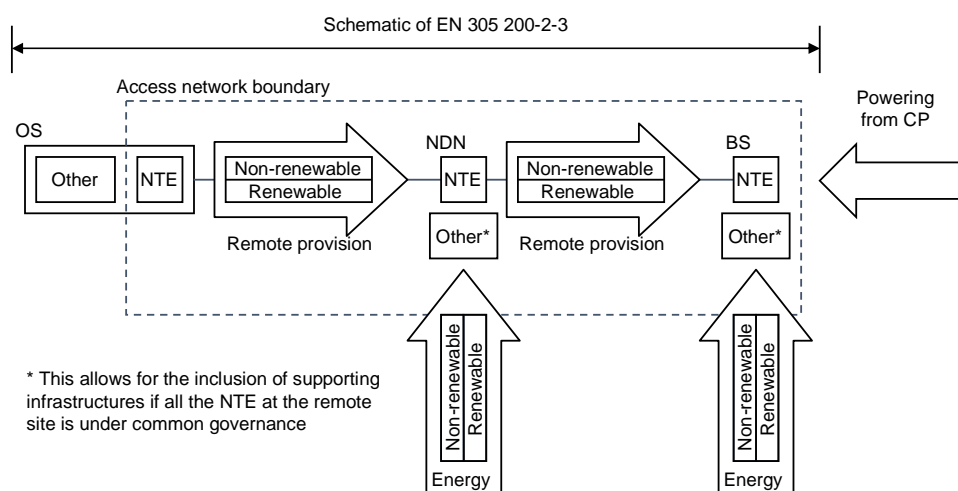 Schematic of EN 305 200-2-3
Access network boundary
Powering
from CP
OS
NDN
BS
Other
NTE
Non-renewable
Renewable
NTE
Non-renewable
Renewable
NTE
Remote provision
Other*
Remote provision
Other*
Non-renewable
Renewable
Non-renewable
Renewable
* This allows for the inclusion of supporting
infrastructures if all the NTE at the remote
site is under common governance
Energy
Energy